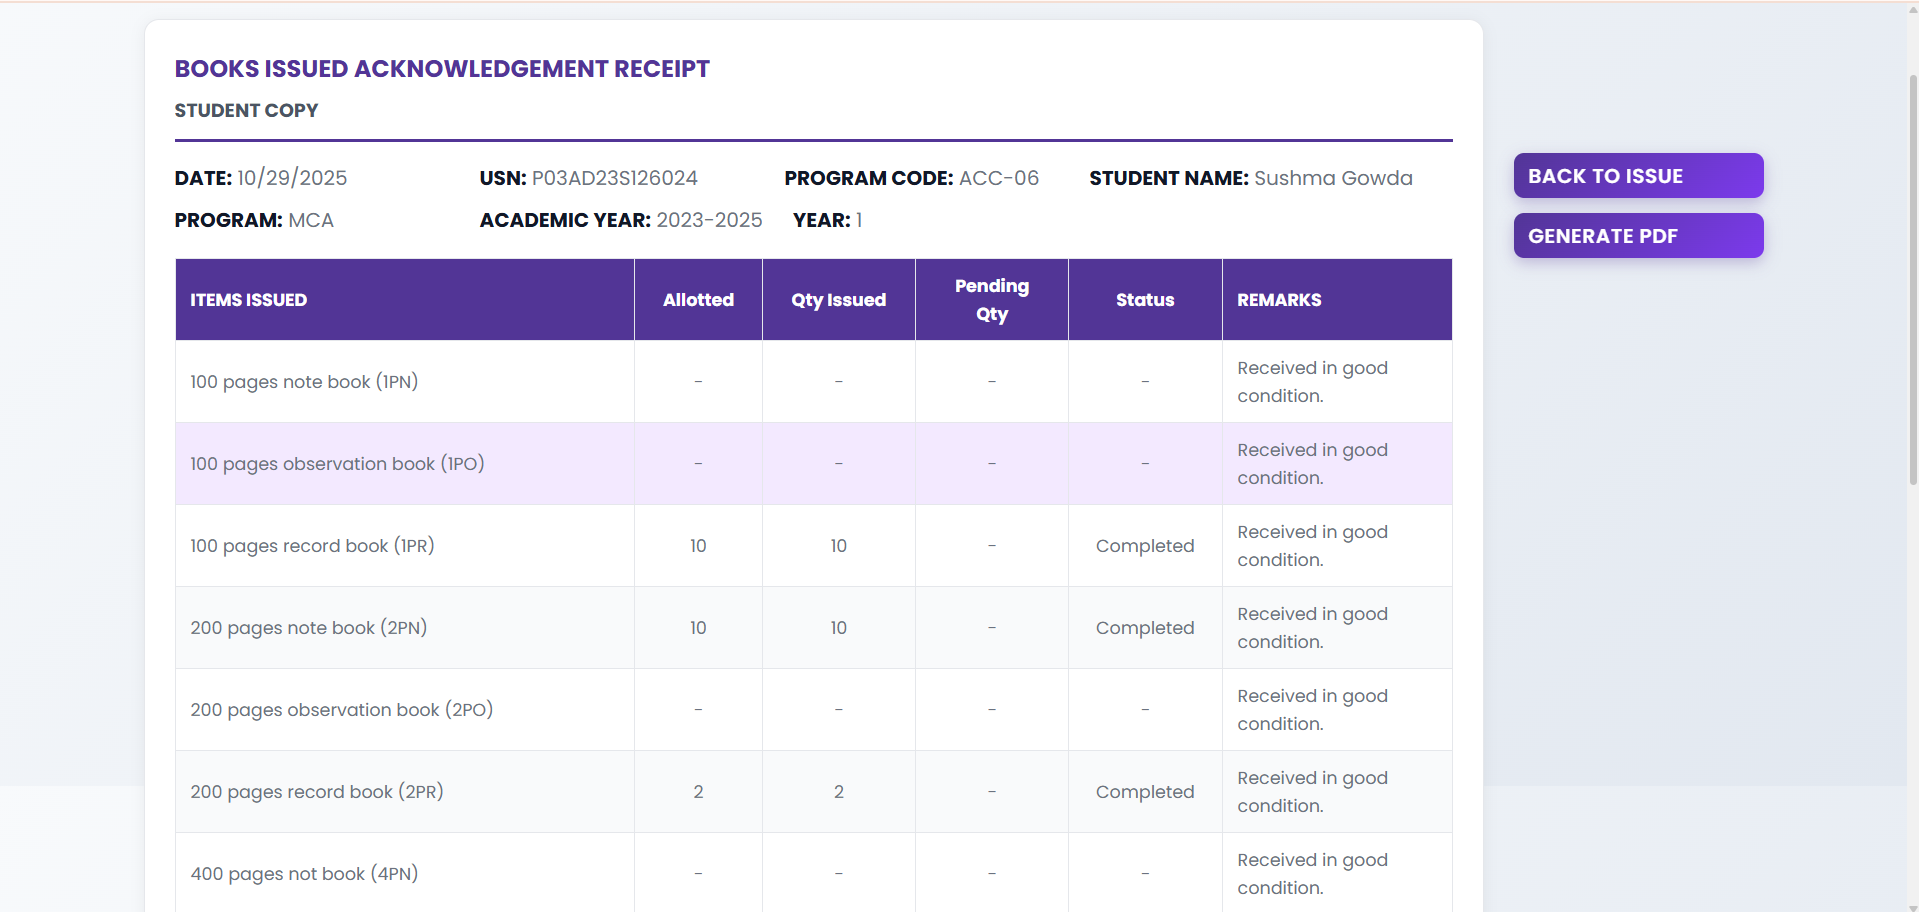 BOOKS ISSUED ACKNOWLEDGEMENT RECEIPT
STUDENT COPY
DATE: 10/29/2025 USN: P03AD23S126024 PROGRAM CODE: ACC-06 STUDENT NAME: Sushma Gowda
PROGRAM: MCA ACADEMIC YEAR: 2023-2025 YEAR: 1
BACK TO ISSUE
GENERATE PDF
ITEMS ISSUED Allotted Qty Issued Pending Qty Status REMARKS
100 pages note book (1PN) - - - - Received in good condition.
100 pages observation book (1PO) - - - - Received in good condition.
100 pages record book (1PR) 10 10 - Completed Received in good condition.
200 pages note book (2PN) 10 10 - Completed Received in good condition.
200 pages observation book (2PO) - - - - Received in good condition.
200 pages record book (2PR) 2 2 - Completed Received in good condition.
400 pages not book (4PN) - - - - Received in good condition.